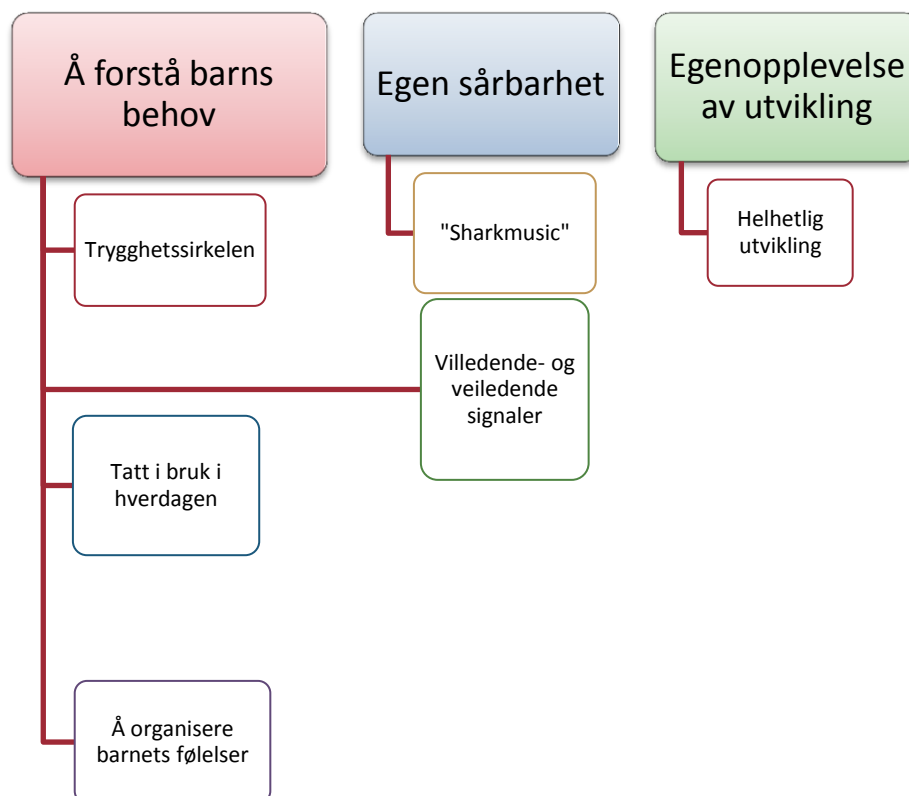 Å forstå barns
behov
Egen sårbarhet
Egenopplevelse
av utvikling
Trygghetssirkelen
"Sharkmusic"
Helhetlig
utvikling
Villedende- og
veiledende
signaler
Tatt i bruk i
hverdagen
Å organisere
barnets følelser